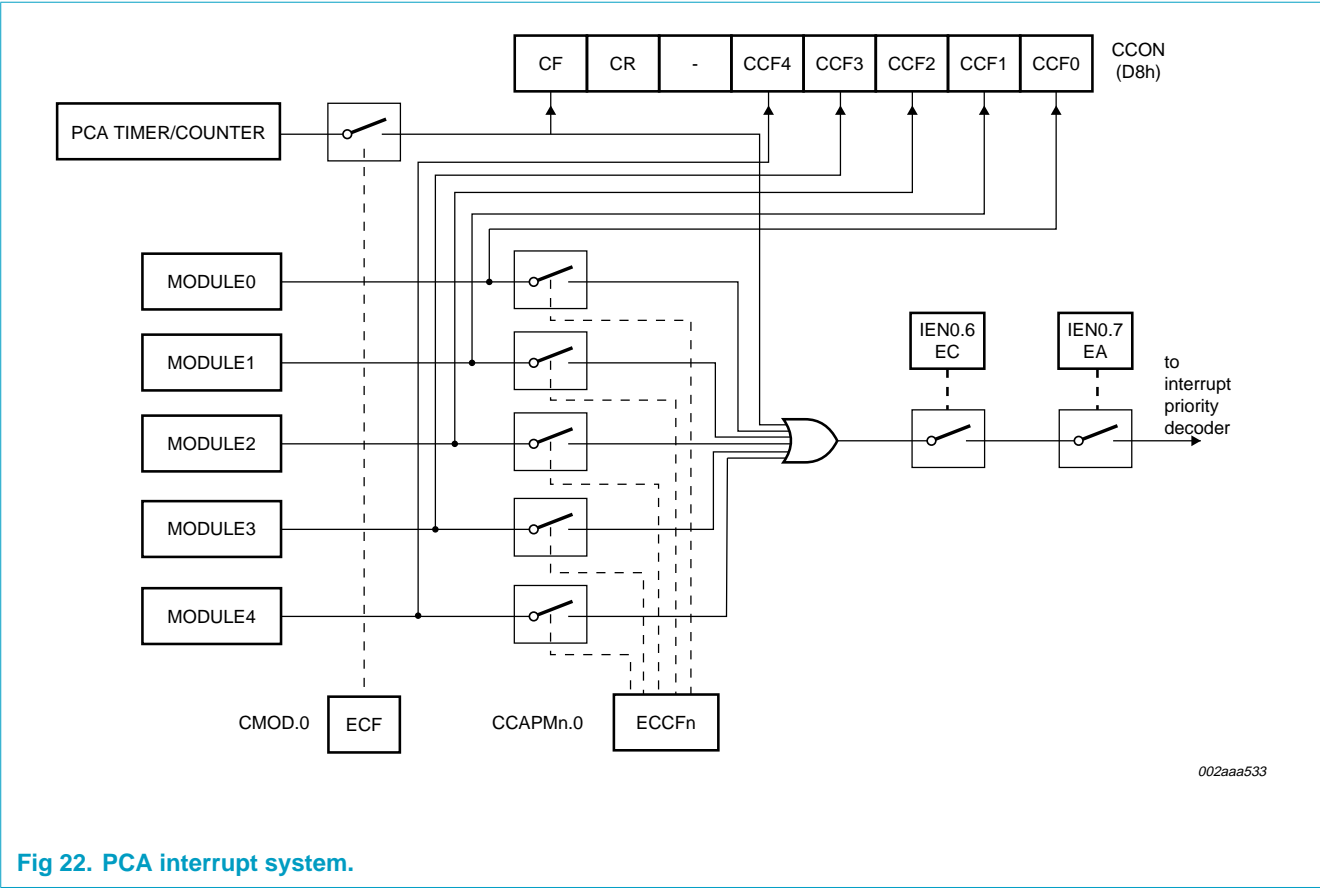 CF CR - CCF4 CCF3 CCF2 CCF1 CCF0
CCON
(D8h)
PCA TIMER/COUNTER
MODULE0
MODULE1
MODULE2
MODULE3
MODULE4
IEN0.6
EC
IEN0.7
EA
to
interrupt
priority
decoder
CMOD.0
ECF
CCAPMn.0
ECCFn
002aaa533
Fig 22. PCA interrupt system.